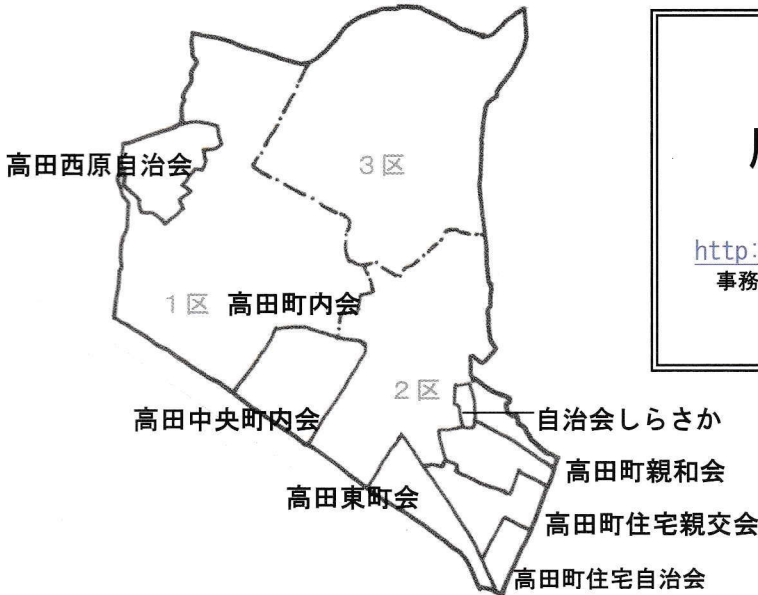 高田西原自治会
3区
http:
事務
1区
高田町内会
2区
高田中央町内会
自治会しらさか
高田町親和会
高田東町会
高田町住宅親交会
高田町住宅自治会